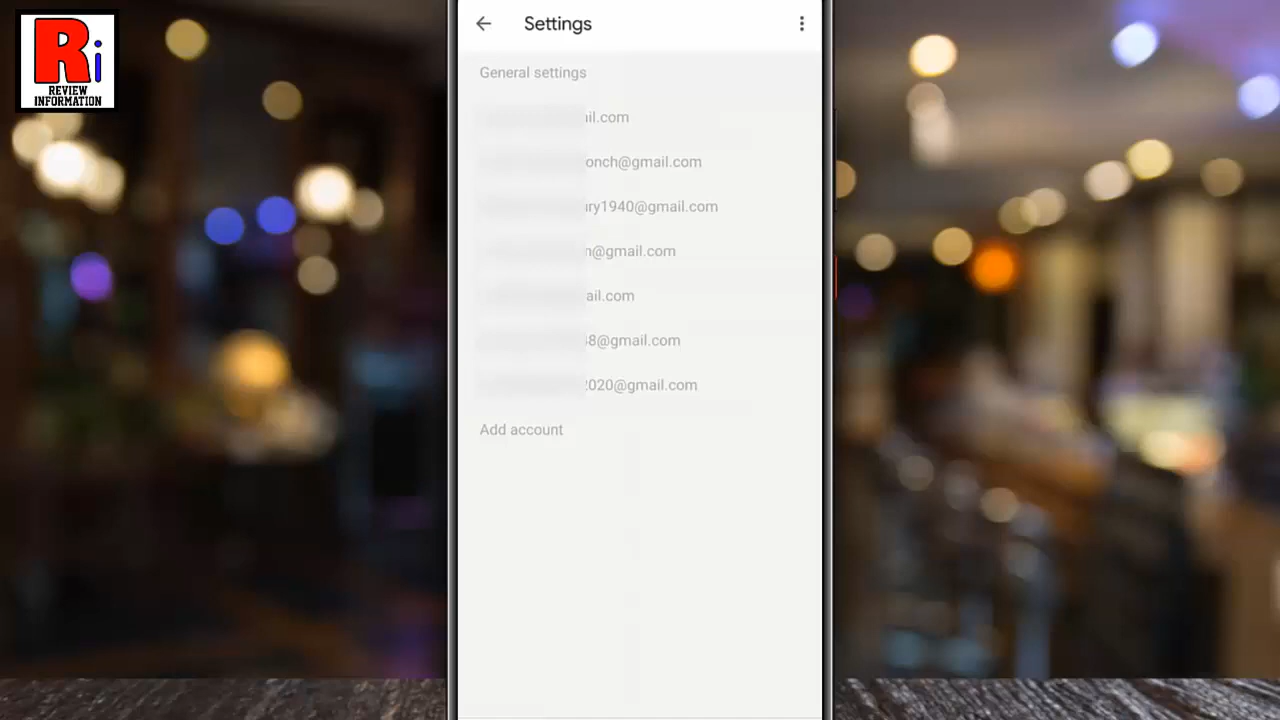 Ri
REVIEW
INFORMATION
Settings
General settings
il.com
onch@gmail.com
ry1940@gmail.com
@gmail.com
ail.com
8@gmail.com
2020@gmail.com
Add account